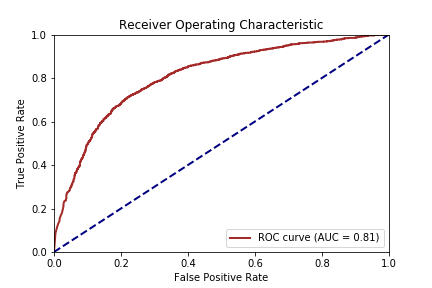 Receiver Operating Characteristic
True Positive Rate
1.0
0.8
0.6
0.4
0.2
0.0
ROC curve (AUC = 0.81)
0.0 0.2 0.4 0.6 0.8 1.0
False Positive Rate